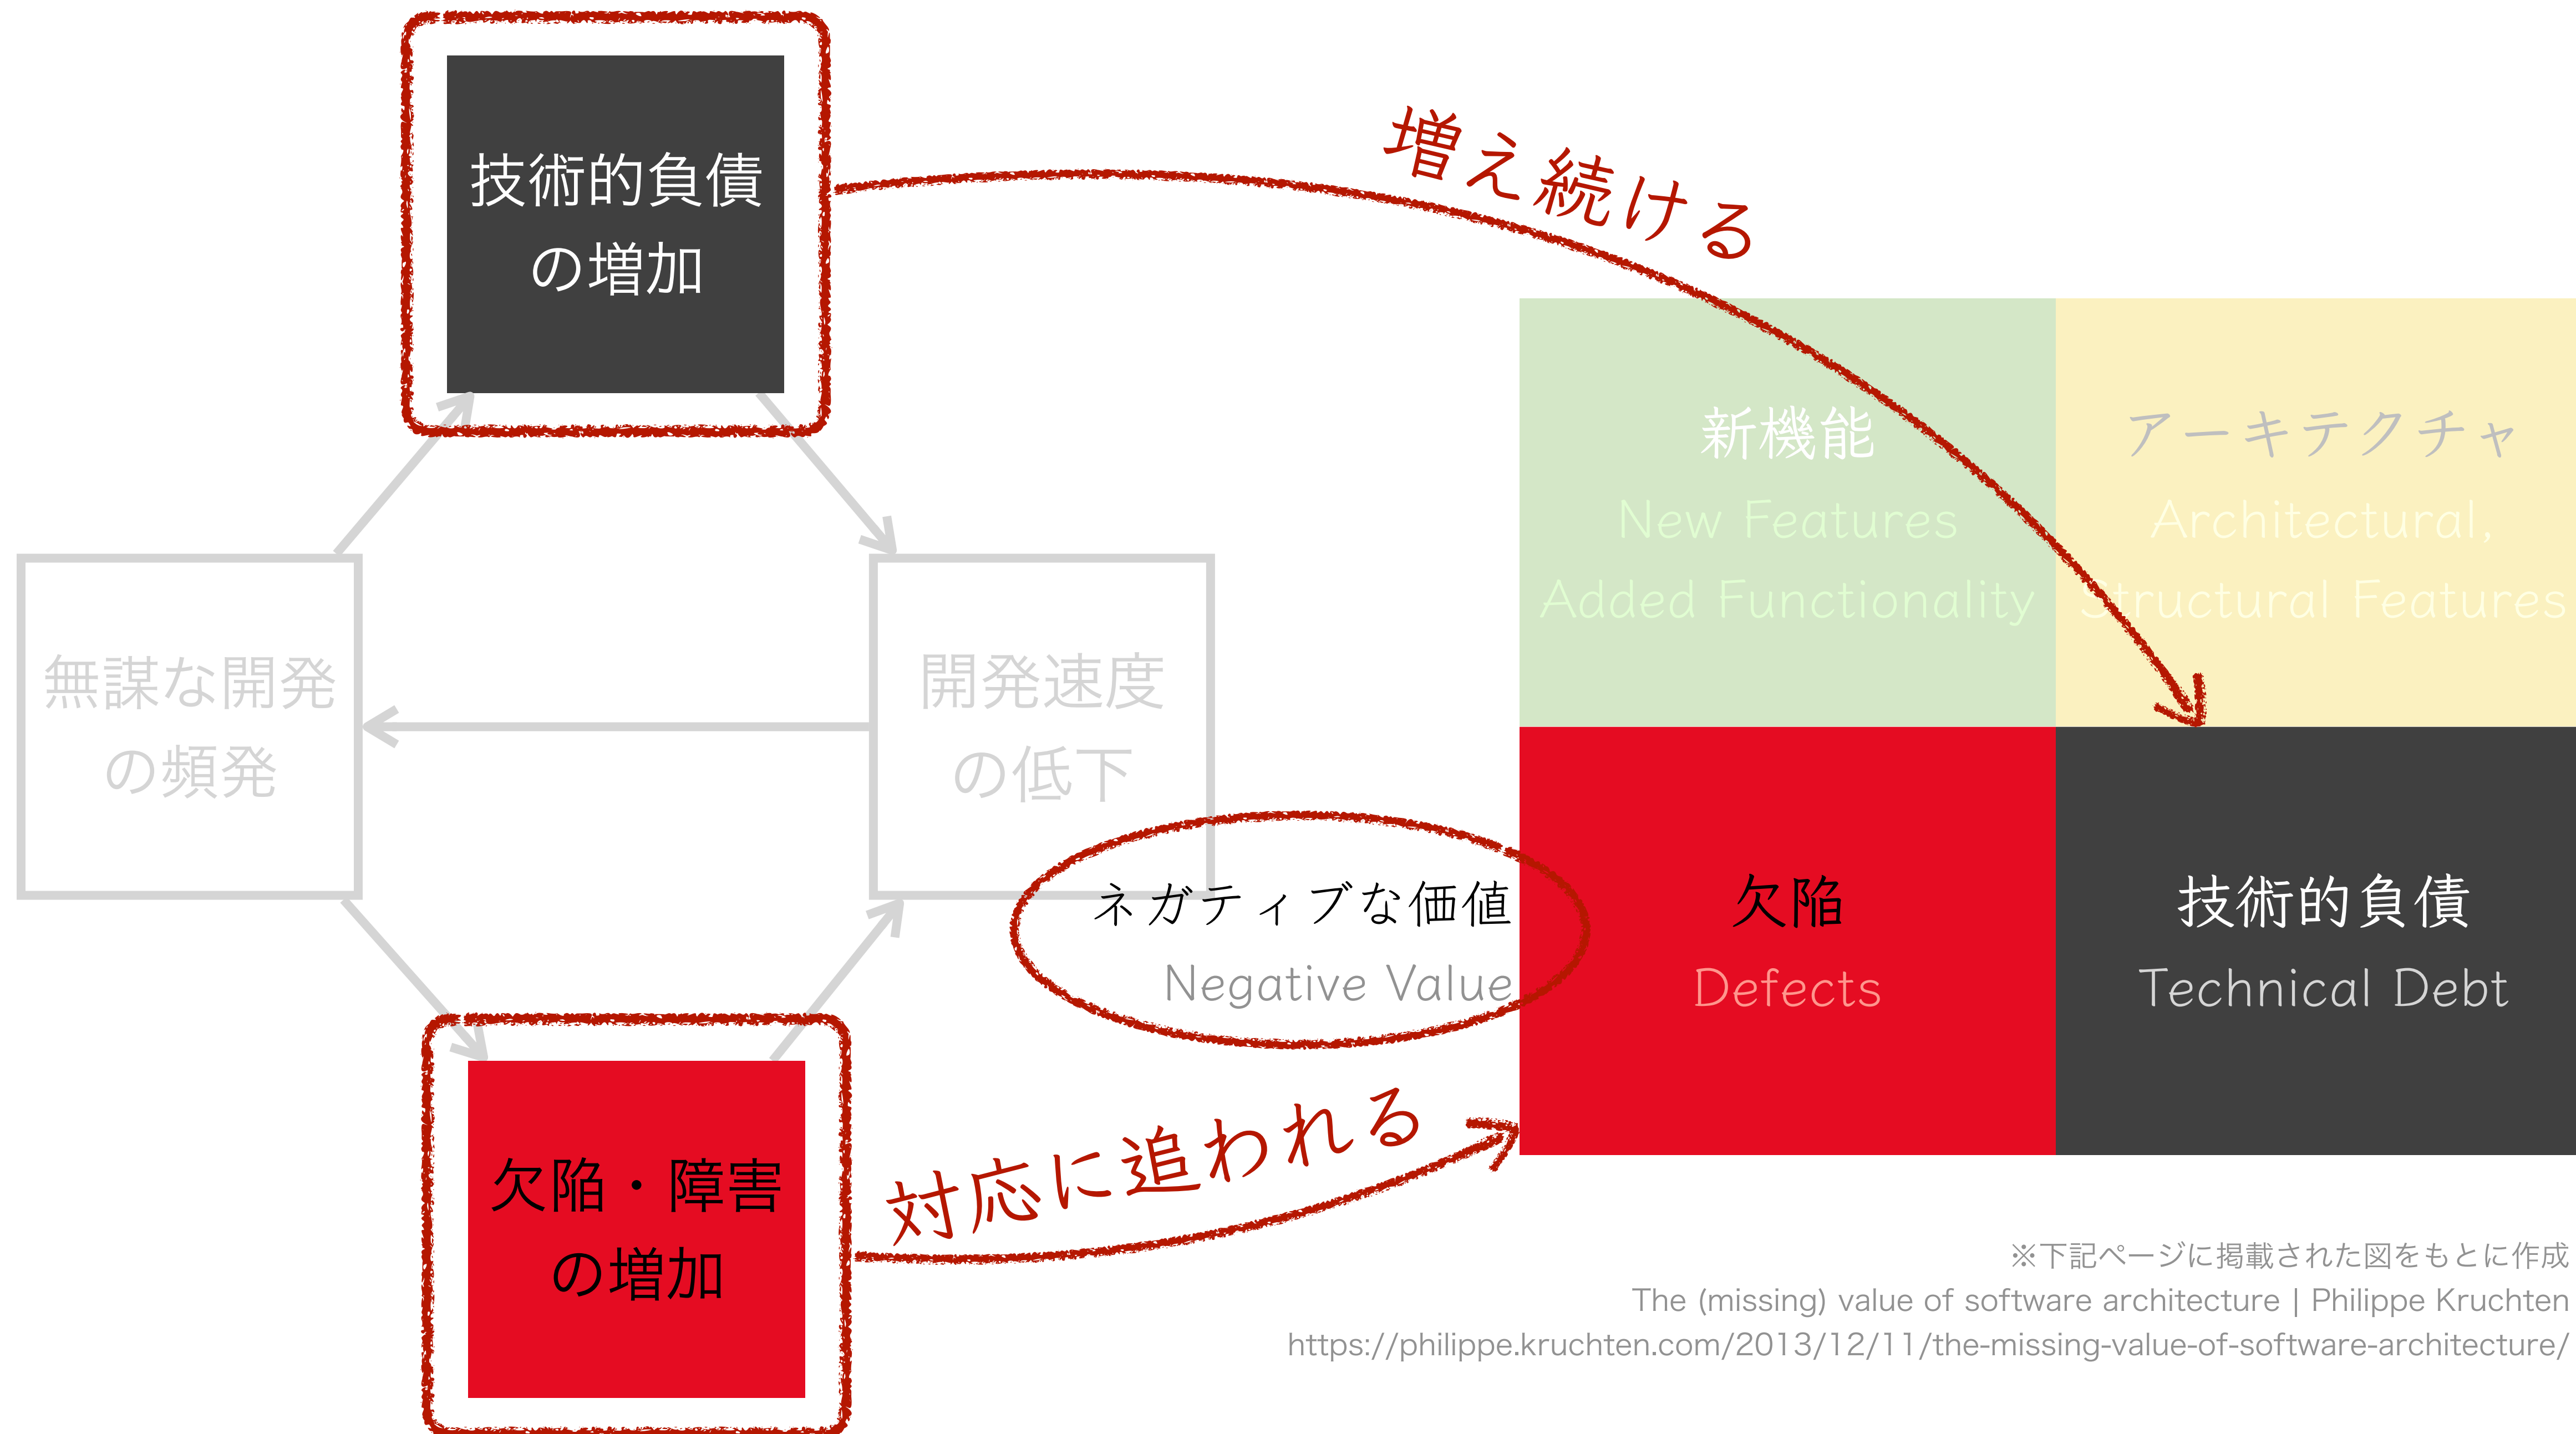 技術的負債
の増加
増え続ける
無謀な開発
の頻発
開発速度
の低下
欠陥・障害
の増加
対応に追われる
ネガティブな価値
Negative Value
新機能
New Features
Added Functionality
アーキテクチャ
Architectural,
Structural Features
欠陥
Defects
技術的負債
Technical Debt
※下記ページに掲載された図をもとに作成
The (missing) value of software architecture | Philippe Kruchten
https://philippe.kruchten.com/2013/12/11/the-missing-value-of-software-architecture/